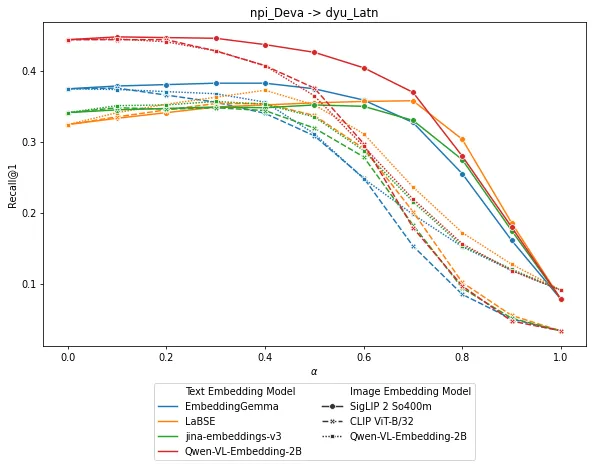 npi_Deva -> dyu_Latn
Recall@1
0.4
0.3
0.2
0.1
0.0
0.2
0.4
0.6
0.8
1.0
α
Text Embedding Model
EmbeddingGemma
LaBSE
jina-embeddings-v3
Qwen-VL-Embedding-2B
Image Embedding Model
SigLIP 2 So400m
CLIP ViT-B/32
Qwen-VL-Embedding-2B